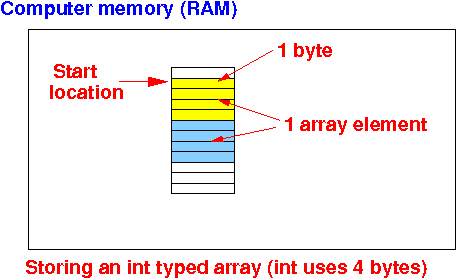 Computer memory (RAM)
1 byte
Start
location
1 array element
Storing an int typed array (int uses 4 bytes)